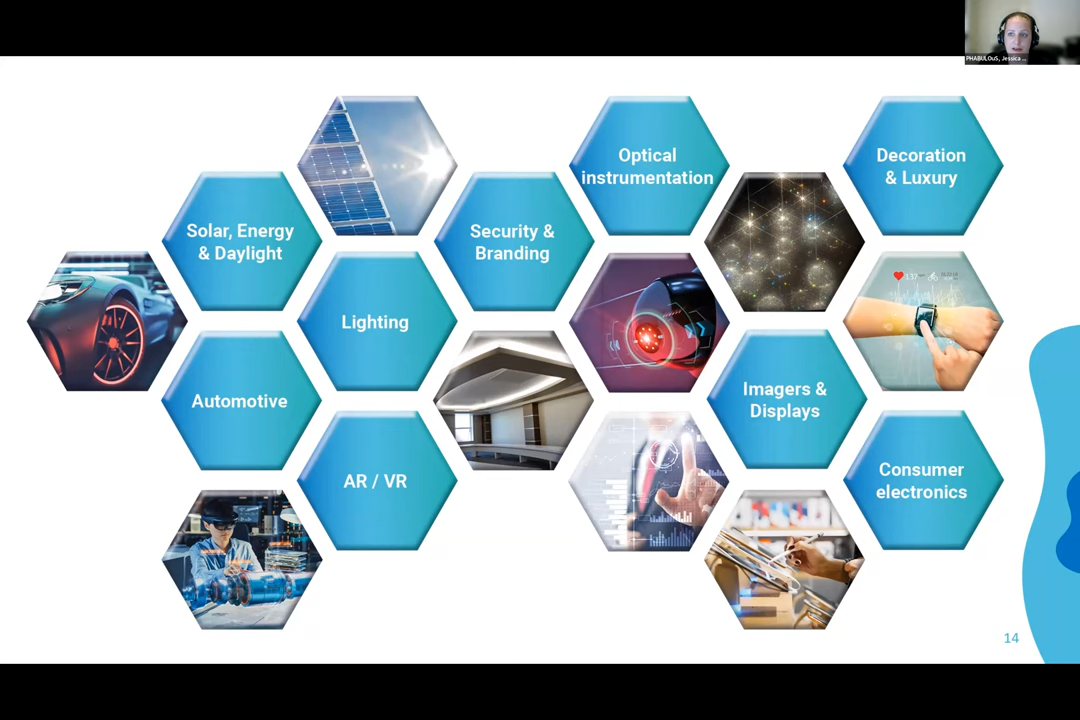 PHABULOuS, Jessica ...
Optical
instrumentation
Decoration
& Luxury
Solar, Energy
& Daylight
Security &
Branding
Lighting
Automotive
Imagers &
Displays
AR / VR
Consumer
electronics
14